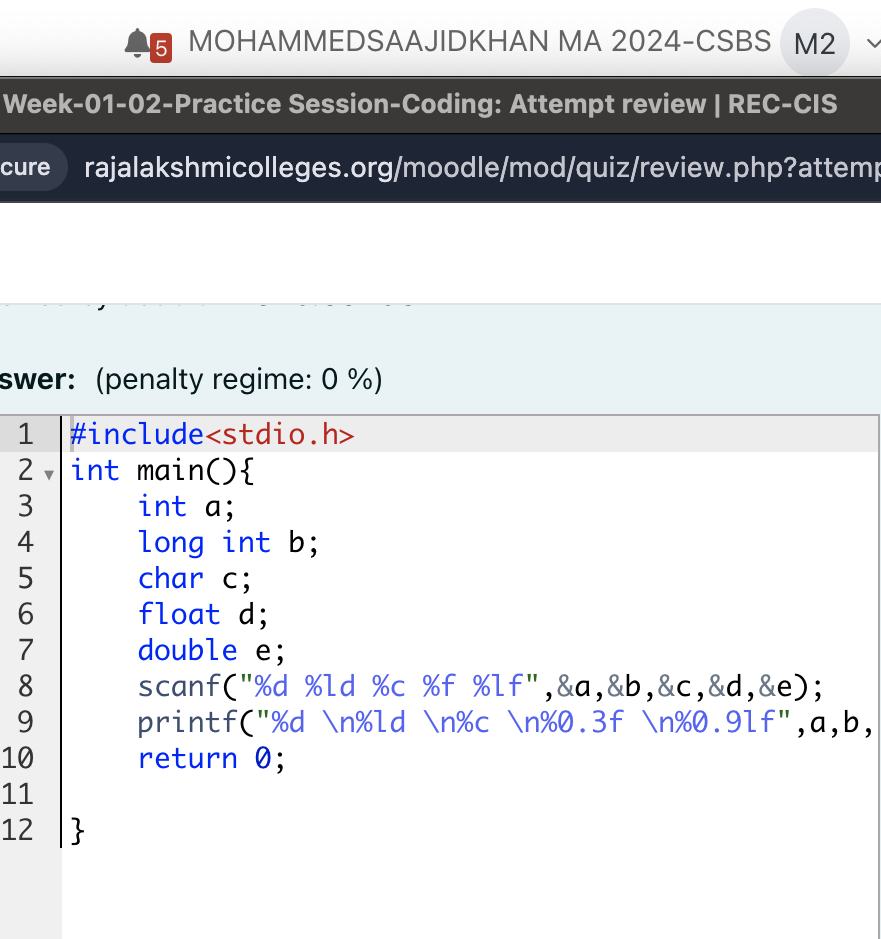 5 MOHAMMEDSAAJIDKHAN MA 2024-CSBS M2
Week-01-02-Practice Session-Coding: Attempt review | REC-CIS
cure rajalakshmicolleges.org/moodle/mod/quiz/review.php?attemp
swer: (penalty regime: 0 %)
1 #include<stdio.h>
2 int main(){
3 int a;
4 long int b;
5 char c;
6 float d;
7 double e;
8 scanf("%d %ld %c %f %lf",&a,&b,&c,&d,&e);
9 printf("%d \n%ld \n%c \n%0.3f \n%0.9lf",a,b,
10 return 0;
11
12 }